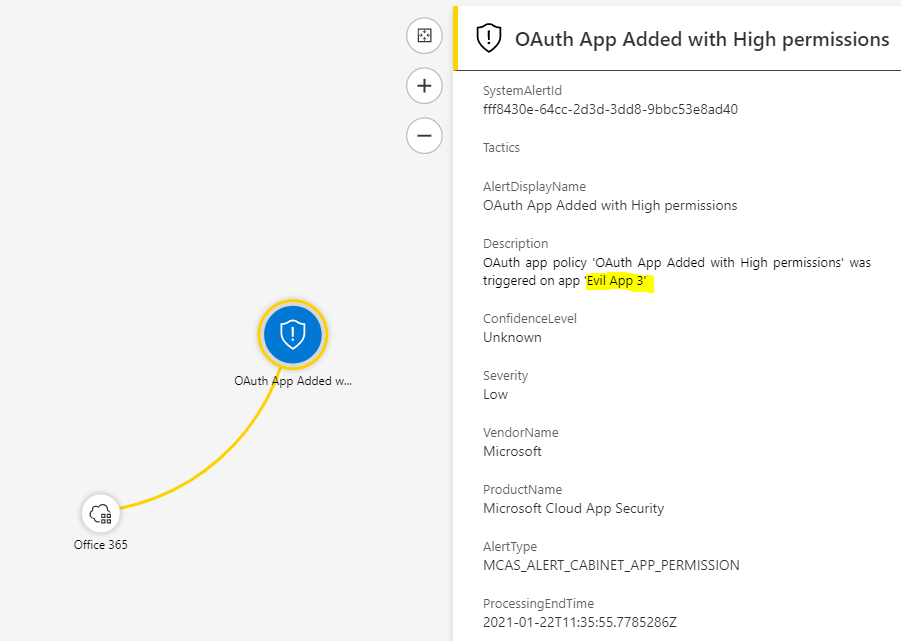 OAuth App Added with High permissions
SystemAlertId
fff8430e-64cc-2d3d-3dd8-9bbc53e8ad40
Tactics
AlertDisplayName
OAuth App Added with High permissions
Description
OAuth app policy 'OAuth App Added with High permissions' was
triggered on app 'Evil App 3'
ConfidenceLevel
Unknown
Severity
Low
VendorName
Microsoft
ProductName
Microsoft Cloud App Security
AlertType
MCAS_ALERT_CABINET_APP_PERMISSION
ProcessingEndTime
2021-01-22T11:35:55.7785286Z
OAuth App Added w...
Office 365